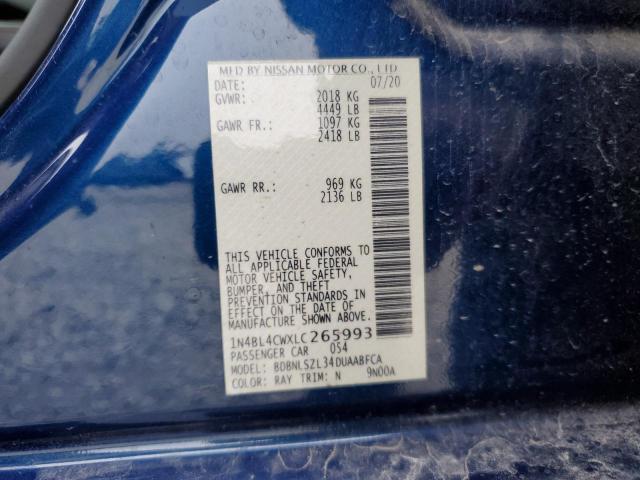 MFD BY NISSAN MOTOR CO., LTD
DATE: 07/20
GVWR: 2018 KG
4449 LB
GAWR FR.: 1097 KG
2418 LB
GAWR RR.: 969 KG
2136 LB
THIS VEHICLE CONFORMS TO
ALL APPLICABLE FEDERAL
MOTOR VEHICLE SAFETY,
BUMPER, AND THEFT
PREVENTION STANDARDS IN
EFFECT ON THE DATE OF
MANUFACTURE SHOWN ABOVE.
1N4BL4CWXLC265993
PASSENGER CAR 054
MODEL: BDBNLSZL34DUAABFCA
COLOR: RAY TRIM: N 9N00A